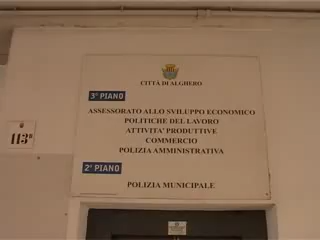 CITTÀ DI ALGHERO
3° PIANO
ASSESSORATO ALLO SVILUPPO ECONOMICO
POLITICHE DEL LAVORO
ATTIVITA' PRODUTTIVE
COMMERCIO
POLIZIA AMMINISTRATIVA
2° PIANO
POLIZIA MUNICIPALE
113B